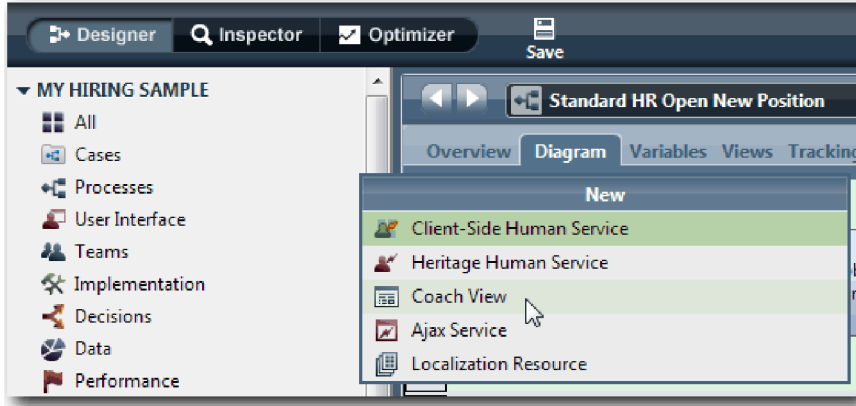 Designer Inspector Optimizer Save
MY HIRING SAMPLE
All
Cases
Processes
User Interface
Teams
Implementation
Decisions
Data
Performance
Standard HR Open New Position
Overview Diagram Variables Views Tracking
New
Client-Side Human Service
Heritage Human Service
Coach View
Ajax Service
Localization Resource